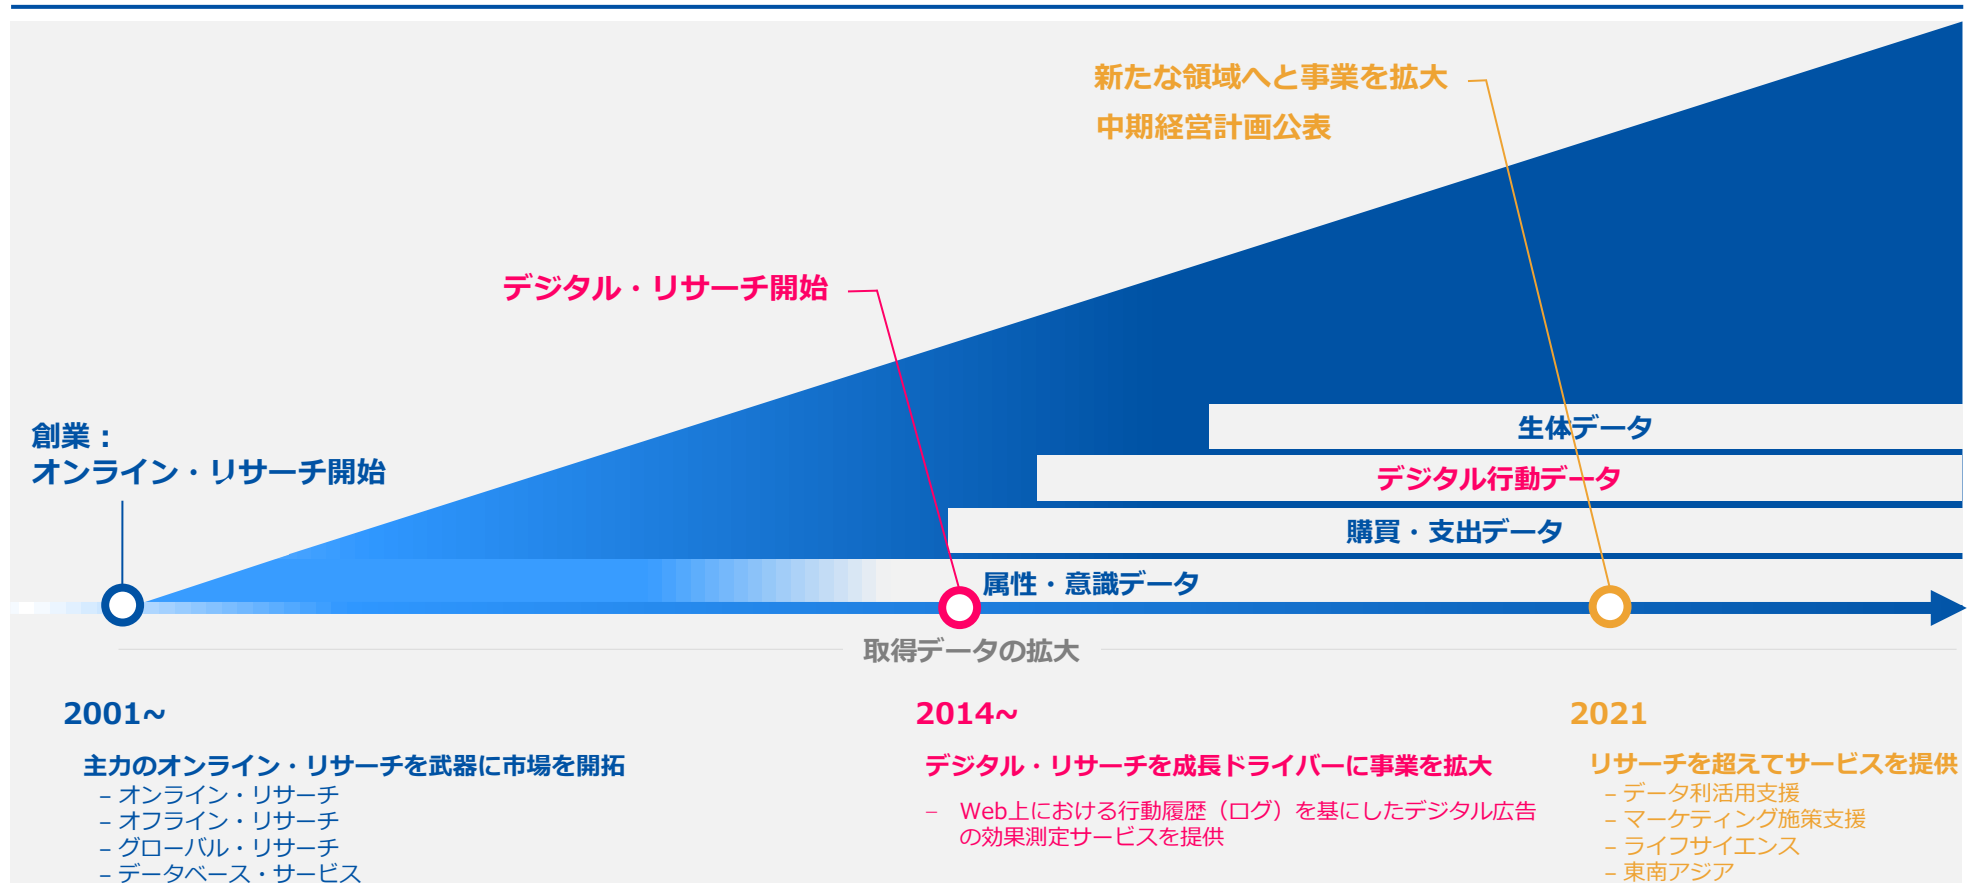 新たな領域へと事業を拡大
中期経営計画公表
デジタル・リサーチ開始
創業：
オンライン・リサーチ開始
生体データ
デジタル行動データ
購買・支出データ
属性・意識データ
取得データの拡大
2001~
主力のオンライン・リサーチを武器に市場を開拓
– オンライン・リサーチ
– オフライン・リサーチ
– グローバル・リサーチ
– データベース・サービス
2014~
デジタル・リサーチを成長ドライバーに事業を拡大
– Web上における行動履歴（ログ）を基にしたデジタル広告
の効果測定サービスを提供
2021
リサーチを超えてサービスを提供
– データ利活用支援
– マーケティング施策支援
– ライフサイエンス
– 東南アジア